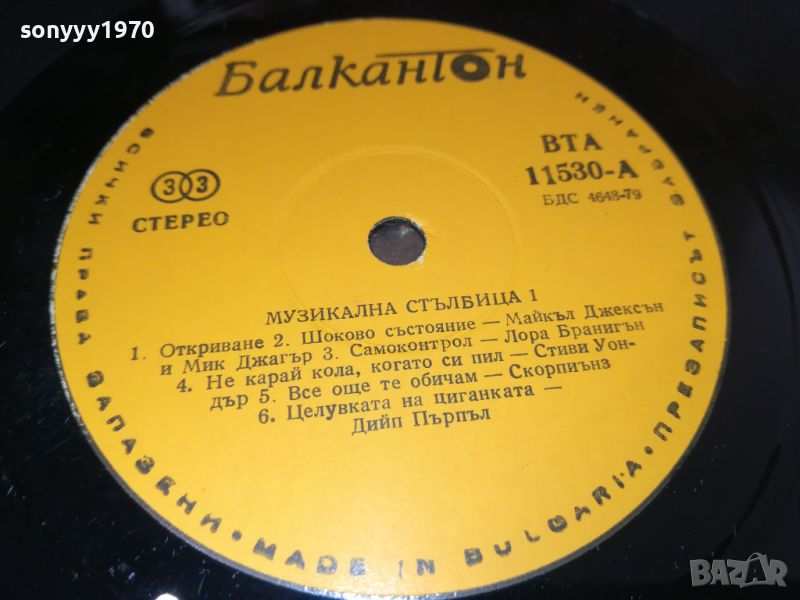 sonyyy1970
Балкантон
ВТА
11530-А
БДС 4648-79
33
СТЕРЕО
МУЗИКАЛНА СТЪЛБИЦА 1
1. Откриване 2. Шоково състояние — Майкъл Джексън
и Мик Джагър 3. Самоконтрол — Лора Бранигън
4. Не карай кола, когато си пил — Стиви Уон-
дър 5. Все още те обичам — Скорпиънз
6. Целувката на циганката —
Дийп Пърпъл
ВСИЧКИ ПРАВА ЗАПАЗЕНИ • MADE IN BULGARIA • ПРЕЗАПИСЪТ ЗАБРАНЕН
BAZAR